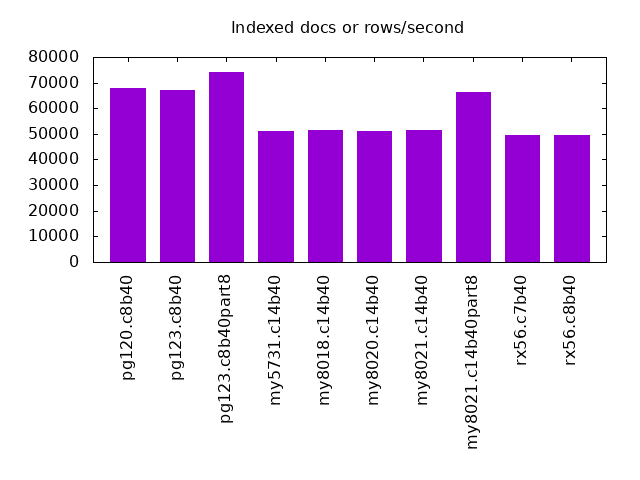 Indexed docs or rows/second
80000
70000
60000
50000
40000
30000
20000
10000
0
pg120.c8b40
pg123.c8b40
pg123.c8b40part8
my5731.c14b40
my8018.c14b40
my8020.c14b40
my8021.c14b40
my8021.c14b40part8
rx56.c7b40
rx56.c8b40